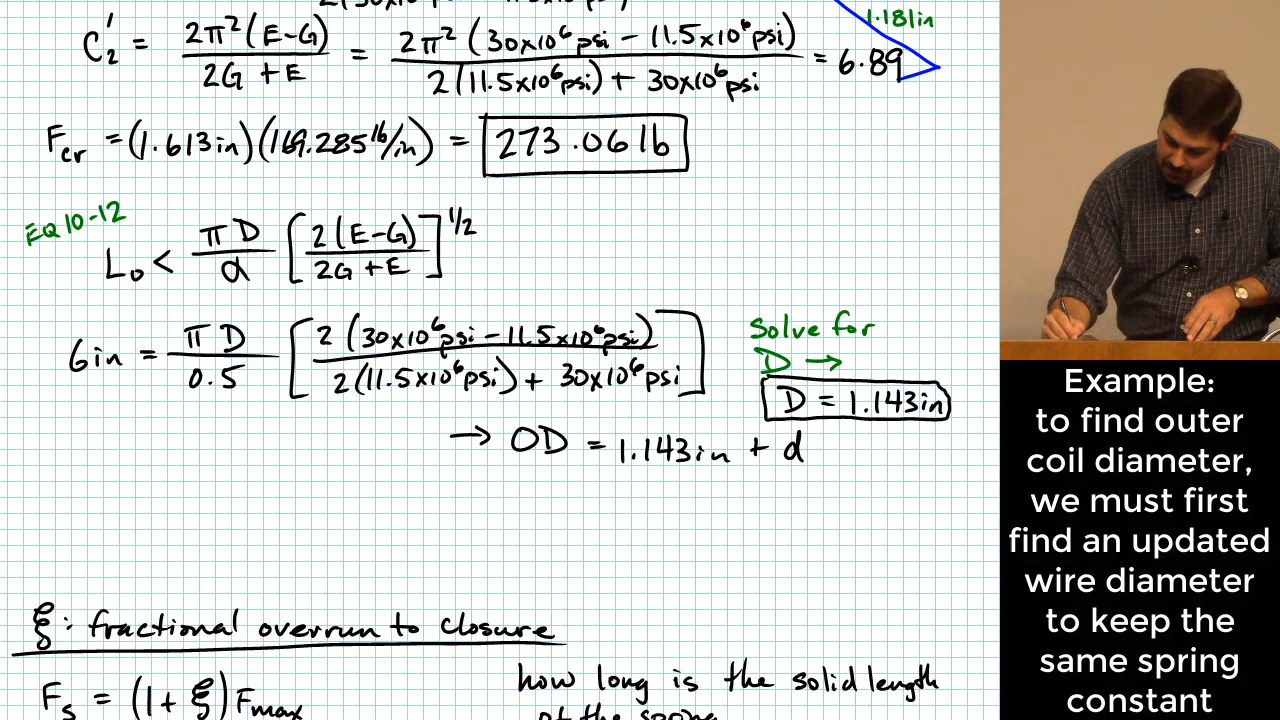 1.181in
C₂' = 2π²(E-G) / 2G + E = 2π² (30x10⁶psi - 11.5x10⁶psi) / 2(11.5x10⁶psi) + 30x10⁶psi = 6.89
F_cr = (1.613in)(169.285 lb/in) = 273.06 lb
EQ 10-12
L₀ < πD / α [2(E-G) / 2G + E]^1/2
6in = πD / 0.5 [2(30x10⁶psi - 11.5x10⁶psi) / 2(11.5x10⁶psi) + 30x10⁶psi]
Solve for
D →
D = 1.143in
→ OD = 1.143in + d
ξ: fractional overrun to closure
F_s = (1 + ξ) F_max
how long is the solid length
of the spring
Example:
to find outer
coil diameter,
we must first
find an updated
wire diameter
to keep the
same spring
constant